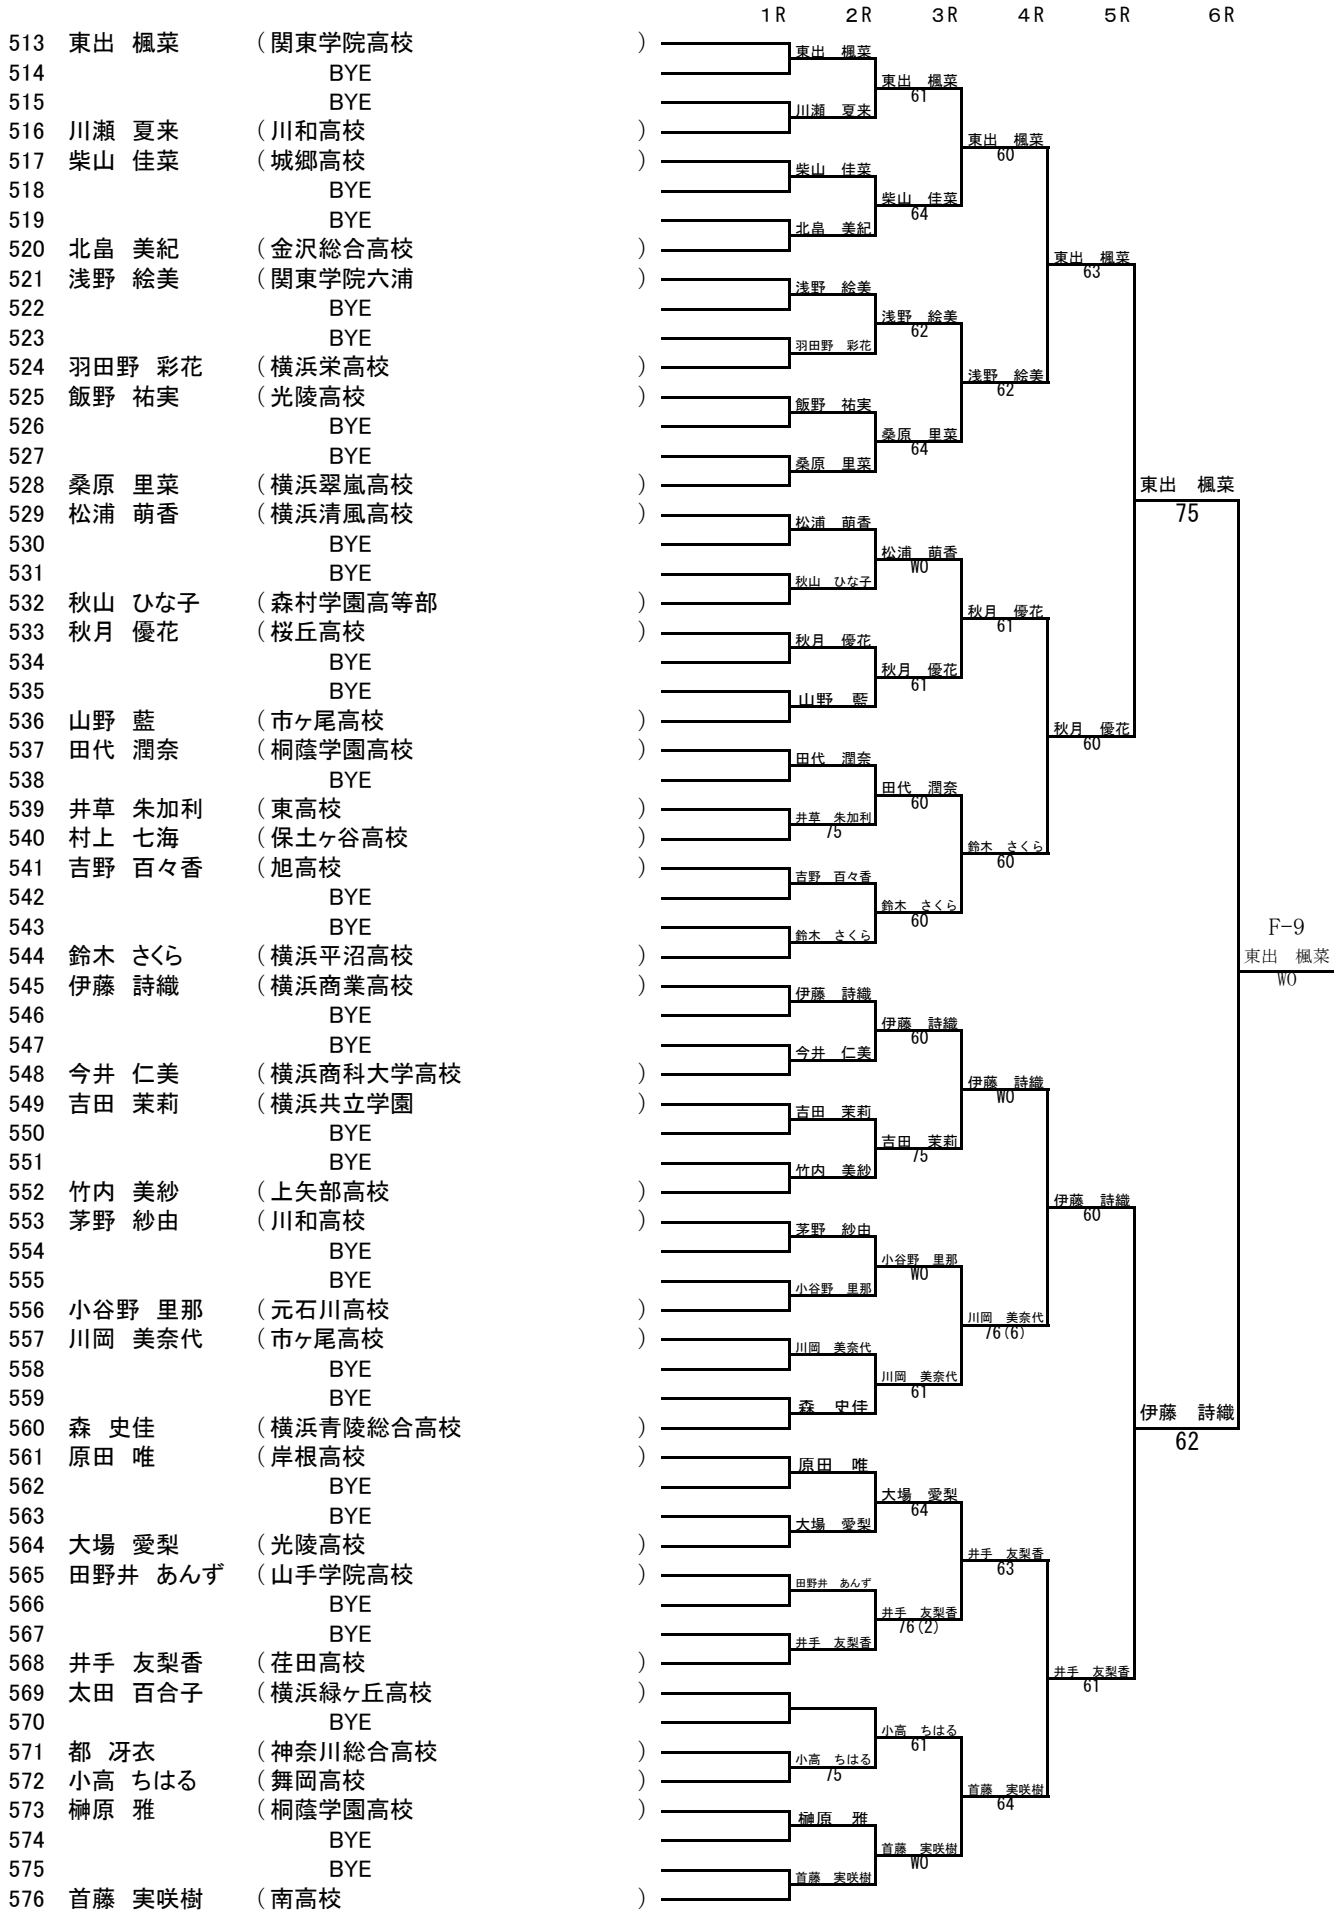 1R 2R 3R 4R 5R 6R
513 東出 楓菜 (関東学院高校 )
514 BYE
515 BYE
516 川瀬 夏来 (川和高校 )
517 柴山 佳菜 (城郷高校 )
518 BYE
519 BYE
520 北畠 美紀 (金沢総合高校 )
521 浅野 絵美 (関東学院六浦 )
522 BYE
523 BYE
524 羽田野 彩花 (横浜栄高校 )
525 飯野 祐実 (光陵高校 )
526 BYE
527 BYE
528 桑原 里菜 (横浜翠嵐高校 )
529 松浦 萌香 (横浜清風高校 )
530 BYE
531 BYE
532 秋山 ひな子 (森村学園高等部 )
533 秋月 優花 (桜丘高校 )
534 BYE
535 BYE
536 山野 藍 (市ヶ尾高校 )
537 田代 潤奈 (桐蔭学園高校 )
538 BYE
539 井草 朱加利 (東高校 )
540 村上 七海 (保土ヶ谷高校 )
541 吉野 百々香 (旭高校 )
542 BYE
543 BYE
544 鈴木 さくら (横浜平沼高校 )
545 伊藤 詩織 (横浜商業高校 )
546 BYE
547 BYE
548 今井 仁美 (横浜商科大学高校 )
549 吉田 茉莉 (横浜共立学園 )
550 BYE
551 BYE
552 竹内 美紗 (上矢部高校 )
553 茅野 紗由 (川和高校 )
554 BYE
555 BYE
556 小谷野 里那 (元石川高校 )
557 川岡 美奈代 (市ヶ尾高校 )
558 BYE
559 BYE
560 森 史佳 (横浜青陵総合高校 )
561 原田 唯 (岸根高校 )
562 BYE
563 BYE
564 大場 愛梨 (光陵高校 )
565 田野井 あんず (山手学院高校 )
566 BYE
567 BYE
568 井手 友梨香 (荏田高校 )
569 太田 百合子 (横浜緑ヶ丘高校 )
570 BYE
571 都 冴衣 (神奈川総合高校 )
572 小高 ちはる (舞岡高校 )
573 榊原 雅 (桐蔭学園高校 )
574 BYE
575 BYE
576 首藤 実咲樹 (南高校 )
東出 楓菜
川瀬 夏来
柴山 佳菜
北畠 美紀
浅野 絵美
羽田野 彩花
飯野 祐実
桑原 里菜
松浦 萌香
秋山 ひな子
秋月 優花
山野 藍
田代 潤奈
井草 朱加利
75
吉野 百々香
鈴木 さくら
伊藤 詩織
今井 仁美
吉田 茉莉
竹内 美紗
茅野 紗由
小谷野 里那
川岡 美奈代
森 史佳
原田 唯
大場 愛梨
田野井 あんず
井手 友梨香
小高 ちはる
75
榊原 雅
首藤 実咲樹
東出 楓菜
61
柴山 佳菜
64
浅野 絵美
62
桑原 里菜
64
松浦 萌香
WO
秋月 優花
61
田代 潤奈
60
鈴木 さくら
60
伊藤 詩織
60
吉田 茉莉
75
小谷野 里那
WO
川岡 美奈代
61
大場 愛梨
64
井手 友梨香
76(2)
小高 ちはる
61
首藤 実咲樹
WO
東出 楓菜
60
浅野 絵美
62
秋月 優花
61
鈴木 さくら
60
伊藤 詩織
WO
川岡 美奈代
76(6)
井手 友梨香
63
首藤 実咲樹
64
東出 楓菜
63
秋月 優花
60
伊藤 詩織
60
井手 友梨香
61
東出 楓菜
75
伊藤 詩織
62
F-9
東出 楓菜
WO